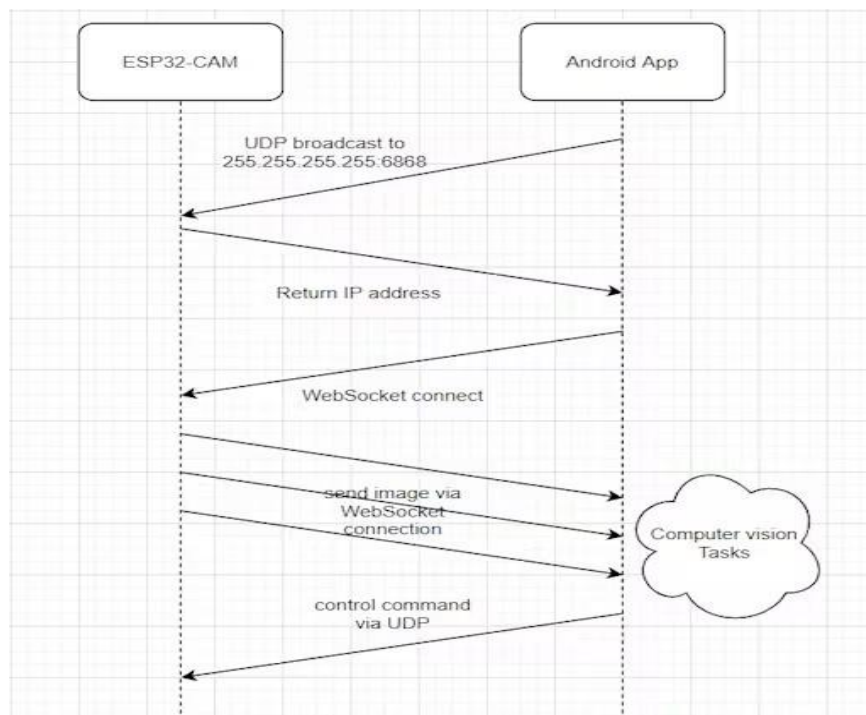 ESP32-CAM
Android App
UDP broadcast to
255.255.255.255:6868
Return IP address
WebSocket connect
send image via
WebSocket
connection
Computer vision
Tasks
control command
via UDP